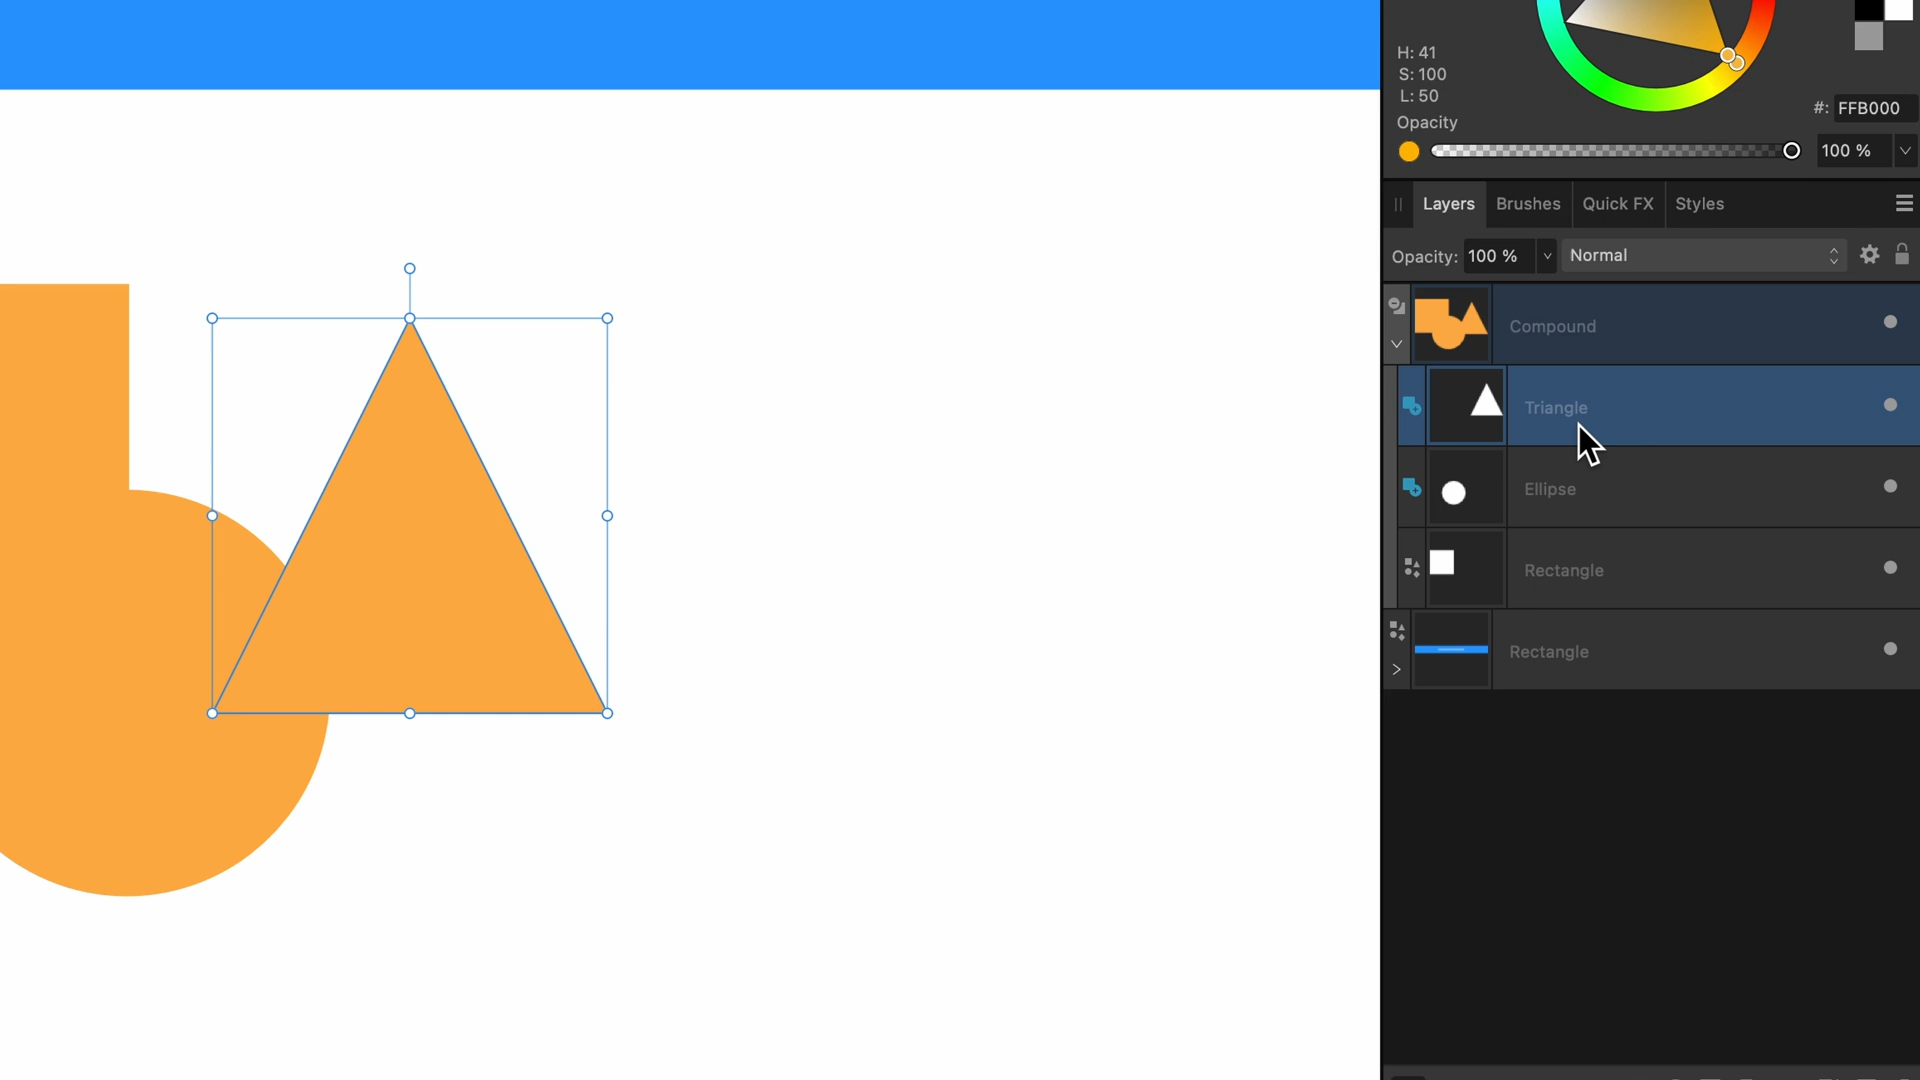 H: 41
S: 100
L: 50
#: FFB000
Opacity
100 %
Layers Brushes Quick FX Styles
Opacity: 100 % Normal
Compound
Triangle
Ellipse
Rectangle
Rectangle